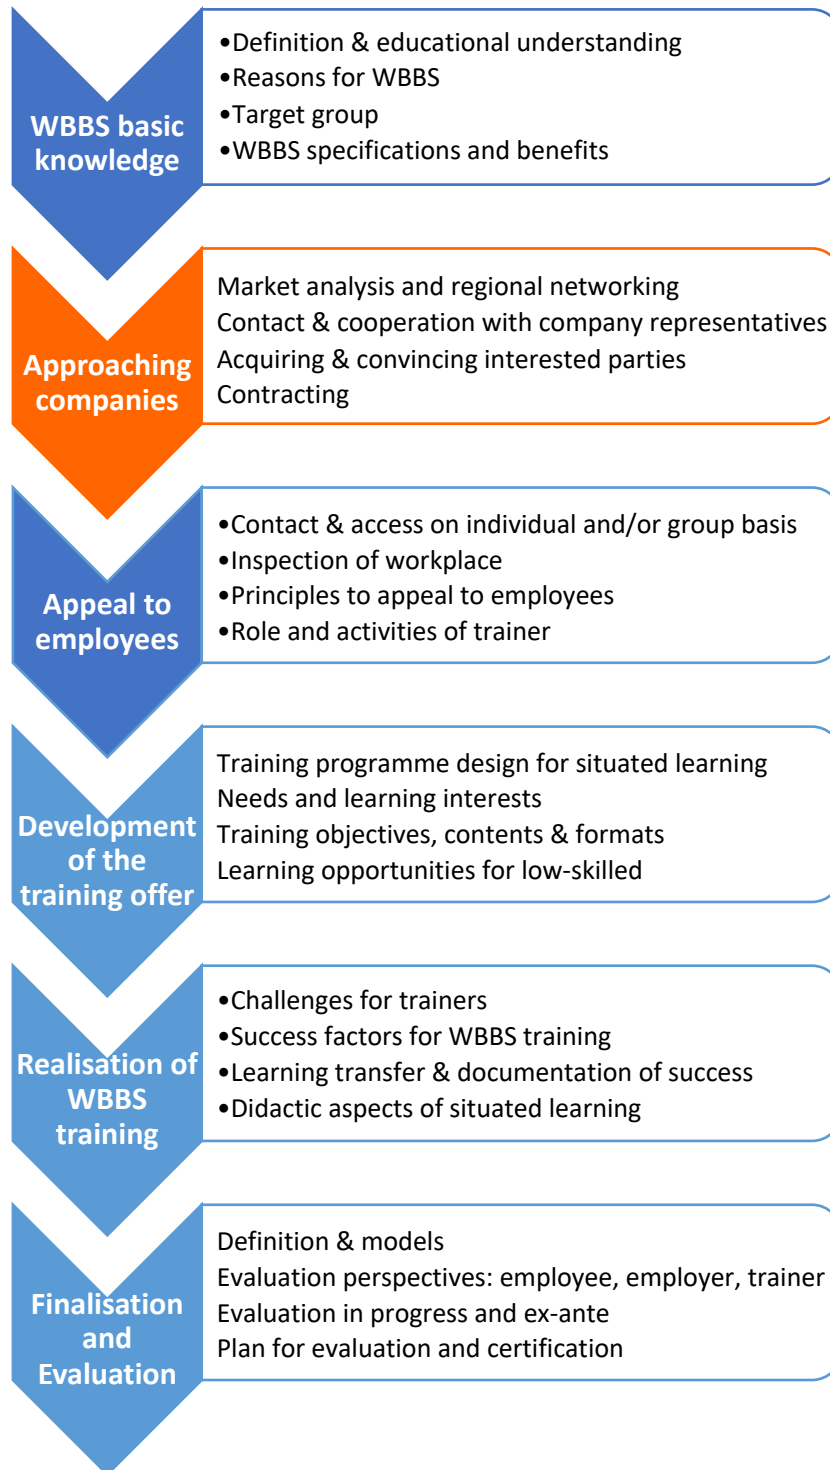 WBBS basic
knowledge
•Definition & educational understanding
•Reasons for WBBS
•Target group
•WBBS specifications and benefits
Approaching
companies
Market analysis and regional networking
Contact & cooperation with company representatives
Acquiring & convincing interested parties
Contracting
Appeal to
employees
•Contact & access on individual and/or group basis
•Inspection of workplace
•Principles to appeal to employees
•Role and activities of trainer
Development
of the
training offer
Training programme design for situated learning
Needs and learning interests
Training objectives, contents & formats
Learning opportunities for low-skilled
Realisation of
WBBS
training
•Challenges for trainers
•Success factors for WBBS training
•Learning transfer & documentation of success
•Didactic aspects of situated learning
Finalisation
and
Evaluation
Definition & models
Evaluation perspectives: employee, employer, trainer
Evaluation in progress and ex-ante
Plan for evaluation and certification